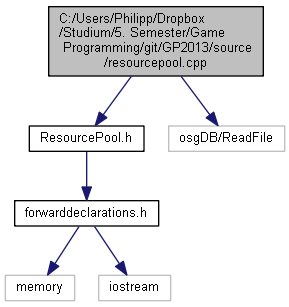 C:/Users/Philipp/Dropbox
/Studium/5. Semester/Game
Programming/git/GP2013/source
/resourcepool.cpp
ResourcePool.h
osgDB/ReadFile
forwarddeclarations.h
memory
iostream